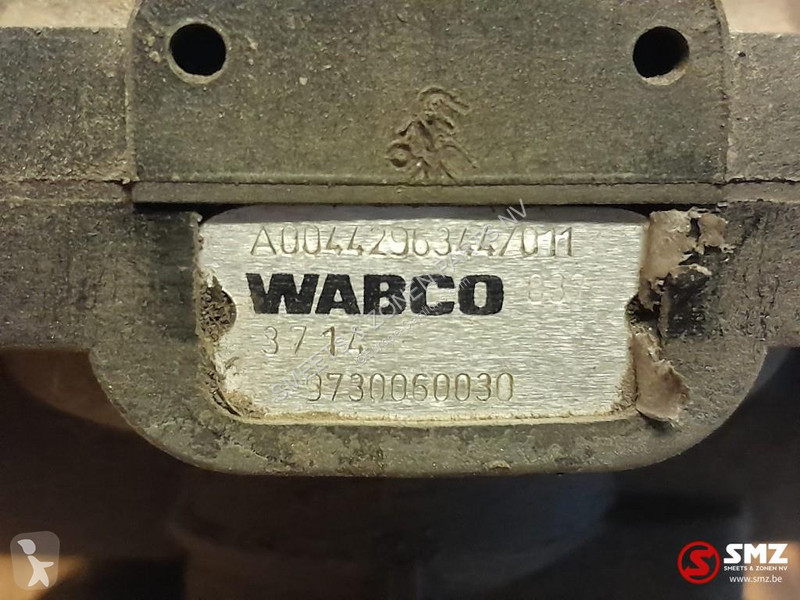 A0044296344/011
WABCO
3714
9730060030
SMZ
SHEETS & ZONEN NV
www.smz.be